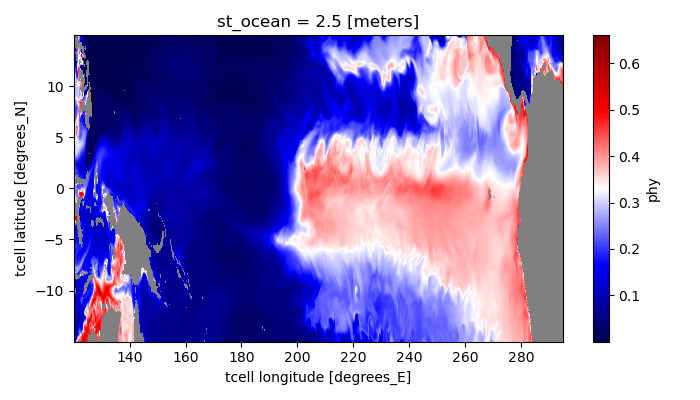 st_ocean = 2.5 [meters]
10
5
0
−5
−10
tcell latitude [degrees_N]
140 160 180 200 220 240 260 280
tcell longitude [degrees_E]
0.6
0.5
0.4
0.3
0.2
0.1
phy